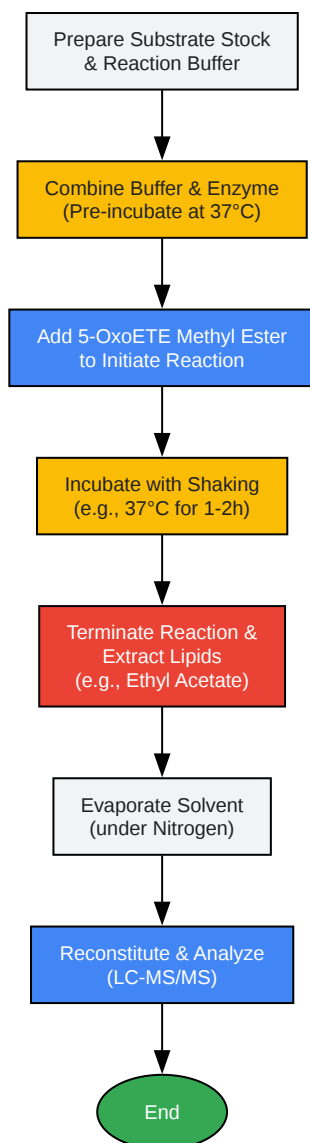 Prepare Substrate Stock
& Reaction Buffer
Combine Buffer & Enzyme
(Pre-incubate at 37°C)
Add 5-OxoETE Methyl Ester
to Initiate Reaction
Incubate with Shaking
(e.g., 37°C for 1-2h)
Terminate Reaction &
Extract Lipids
(e.g., Ethyl Acetate)
Evaporate Solvent
(under Nitrogen)
Reconstitute & Analyze
(LC-MS/MS)
End